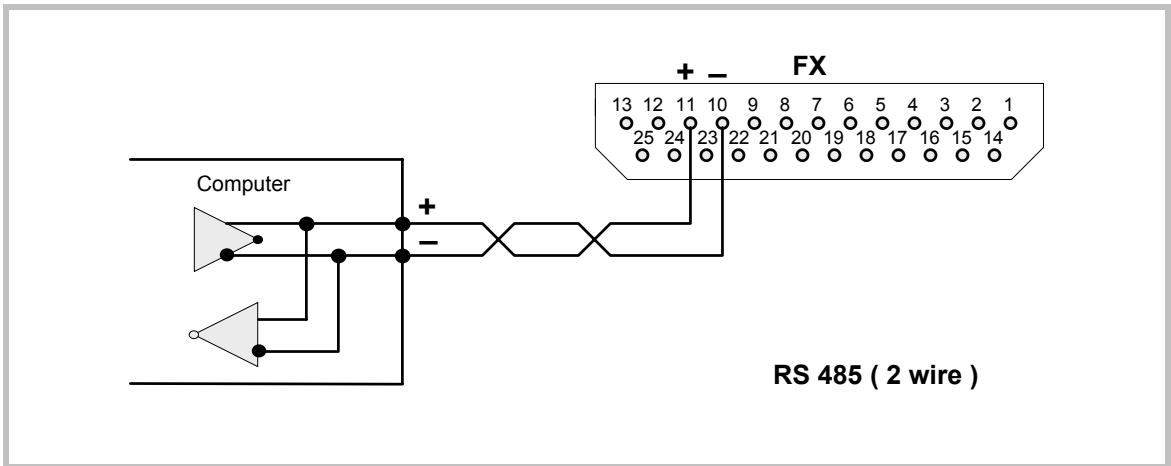 + – FX
13 12 11 10 9 8 7 6 5 4 3 2 1
25 24 23 22 21 20 19 18 17 16 15 14
Computer
+
–
RS 485 ( 2 wire )